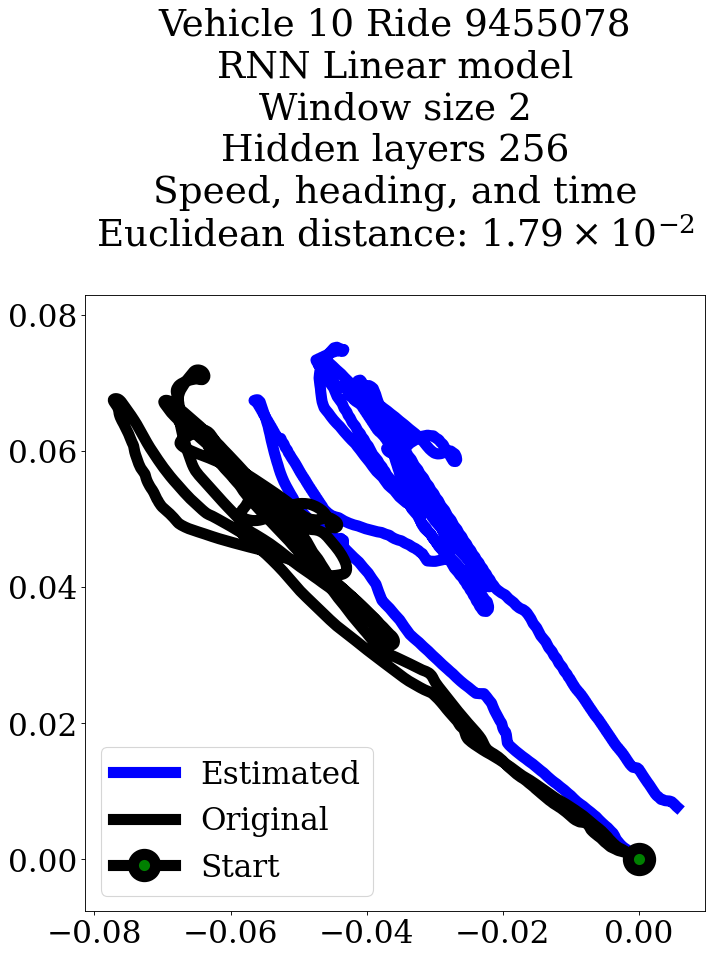 Vehicle 10 Ride 9455078
RNN Linear model
Window size 2
Hidden layers 256
Speed, heading, and time
Euclidean distance: 1.79 × 10⁻²
0.08
0.06
0.04
0.02
0.00
Estimated
Original
Start
−0.08 −0.06 −0.04 −0.02 0.00